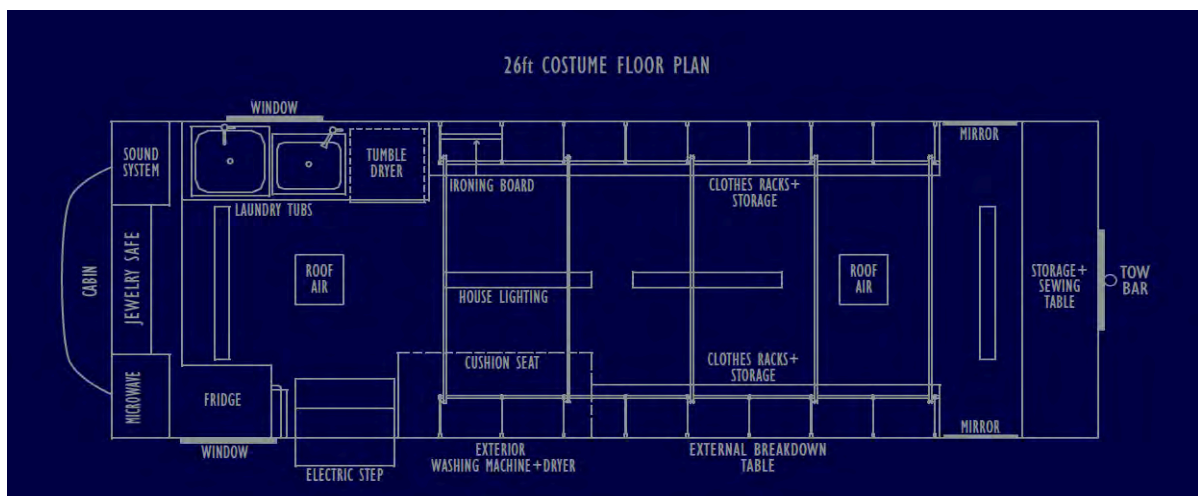 26ft COSTUME FLOOR PLAN
WINDOW
MIRROR
SOUND
SYSTEM
TUMBLE
DRYER
IRONING BOARD
CLOTHES RACKS+
STORAGE
LAUNDRY TUBS
CABIN
JEWELRY SAFE
ROOF
AIR
HOUSE LIGHTING
ROOF
AIR
STORAGE+
SEWING
TABLE
TOW
BAR
MICROWAVE
FRIDGE
CUSHION SEAT
CLOTHES RACKS+
STORAGE
MIRROR
WINDOW
ELECTRIC STEP
EXTERIOR
WASHING MACHINE+DRYER
EXTERNAL BREAKDOWN
TABLE